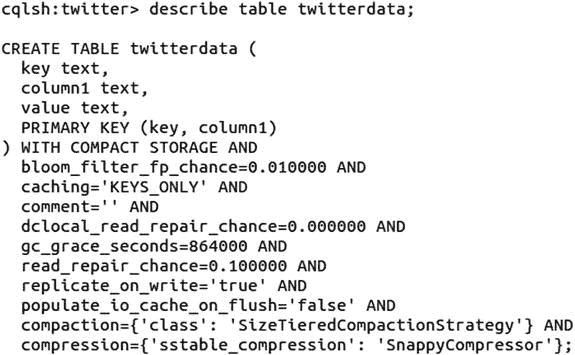 cqlsh:twitter> describe table twitterdata;
CREATE TABLE twitterdata (
  key text,
  column1 text,
  value text,
  PRIMARY KEY (key, column1)
) WITH COMPACT STORAGE AND
  bloom_filter_fp_chance=0.010000 AND
  caching='KEYS_ONLY' AND
  comment='' AND
  dclocal_read_repair_chance=0.000000 AND
  gc_grace_seconds=864000 AND
  read_repair_chance=0.100000 AND
  replicate_on_write='true' AND
  populate_io_cache_on_flush='false' AND
  compaction={'class': 'SizeTieredCompactionStrategy'} AND
  compression={'sstable_compression': 'SnappyCompressor'};